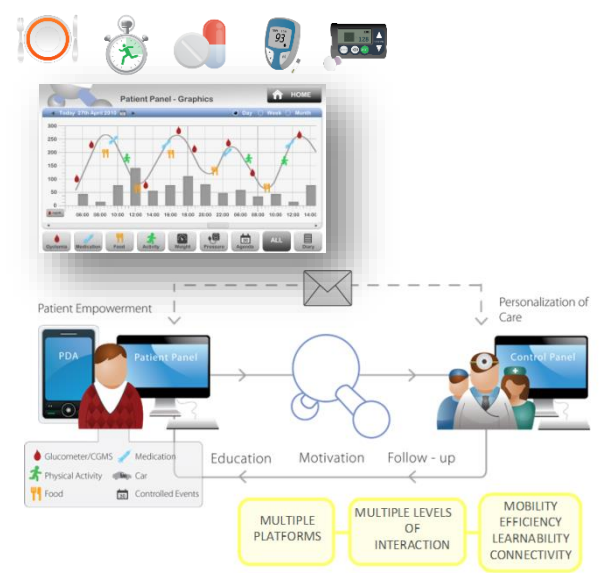 93
Patient Panel - Graphics
HOME
Today 27th April 2010
Day Week Month
300
250
200
150
100
50
0
06:00 08:00 10:00 12:00 14:00 16:00 18:00 20:00 22:00 08:00 10:00 12:00 14:00
Glycemia Medication Food Activity Weight Pressure Agenda ALL Diary
Patient Empowerment
Personalization of
Care
PDA
Patient Panel
Control Panel
Glucometer/CGMS Medication
Physical Activity Car
Food Controlled Events
Education Motivation Follow - up
MULTIPLE
PLATFORMS
MULTIPLE LEVELS
OF
INTERACTION
MOBILITY
EFFICIENCY
LEARNABILITY
CONNECTIVITY